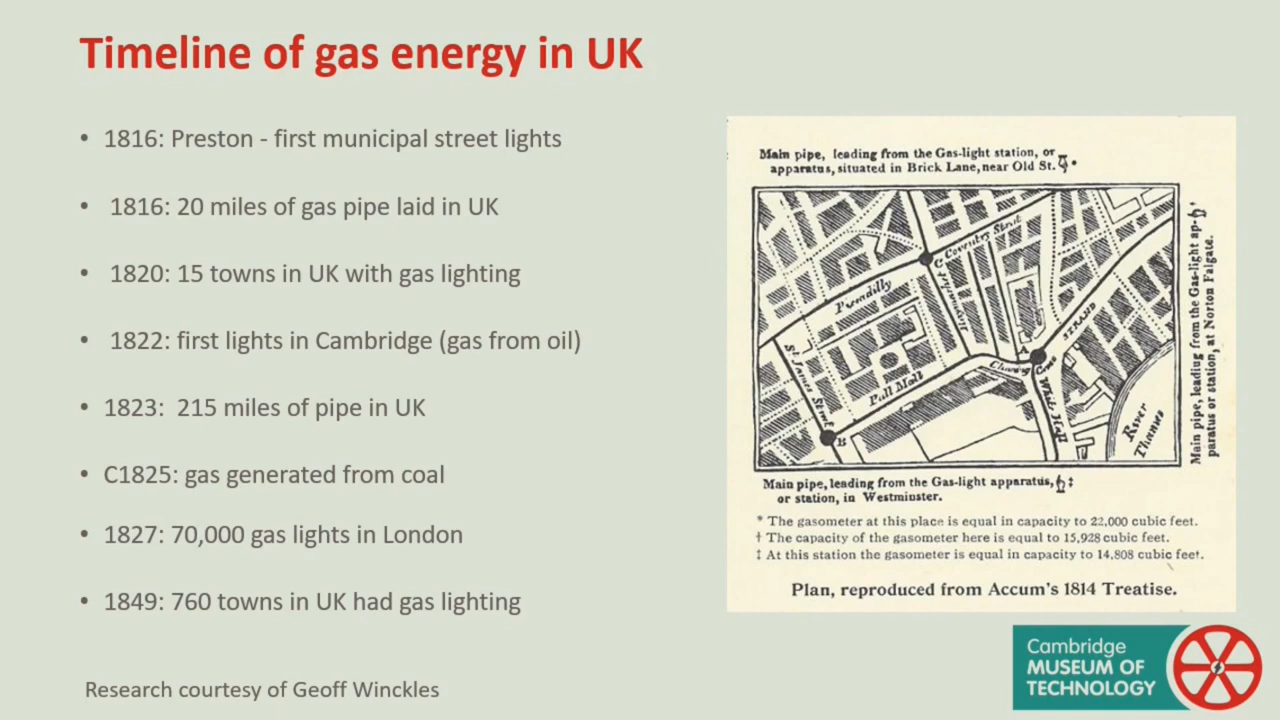 Timeline of gas energy in UK
• 1816: Preston - first municipal street lights
• 1816: 20 miles of gas pipe laid in UK
• 1820: 15 towns in UK with gas lighting
• 1822: first lights in Cambridge (gas from oil)
• 1823: 215 miles of pipe in UK
• C1825: gas generated from coal
• 1827: 70,000 gas lights in London
• 1849: 760 towns in UK had gas lighting
Research courtesy of Geoff Winckles
Main pipe, leading from the Gas-light station, or
apparatus, situated in Brick Lane, near Old St. *
C. Coventry Street
Piccadilly
St James Street
Pall Mall
A
STRAND
Charing Cross
White Hall
B
River
Thames
Main pipe, leading from the Gas-light ap-
paratus or station, at Norton Falgate.
Main pipe, leading from the Gas-light apparatus, ‡
or station, in Westminster.
* The gasometer at this place is equal in capacity to 22,000 cubic feet.
† The capacity of the gasometer here is equal to 15,928 cubic feet.
‡ At this station the gasometer is equal in capacity to 14,808 cubic feet.
Plan, reproduced from Accum's 1814 Treatise.
Cambridge
MUSEUM OF
TECHNOLOGY